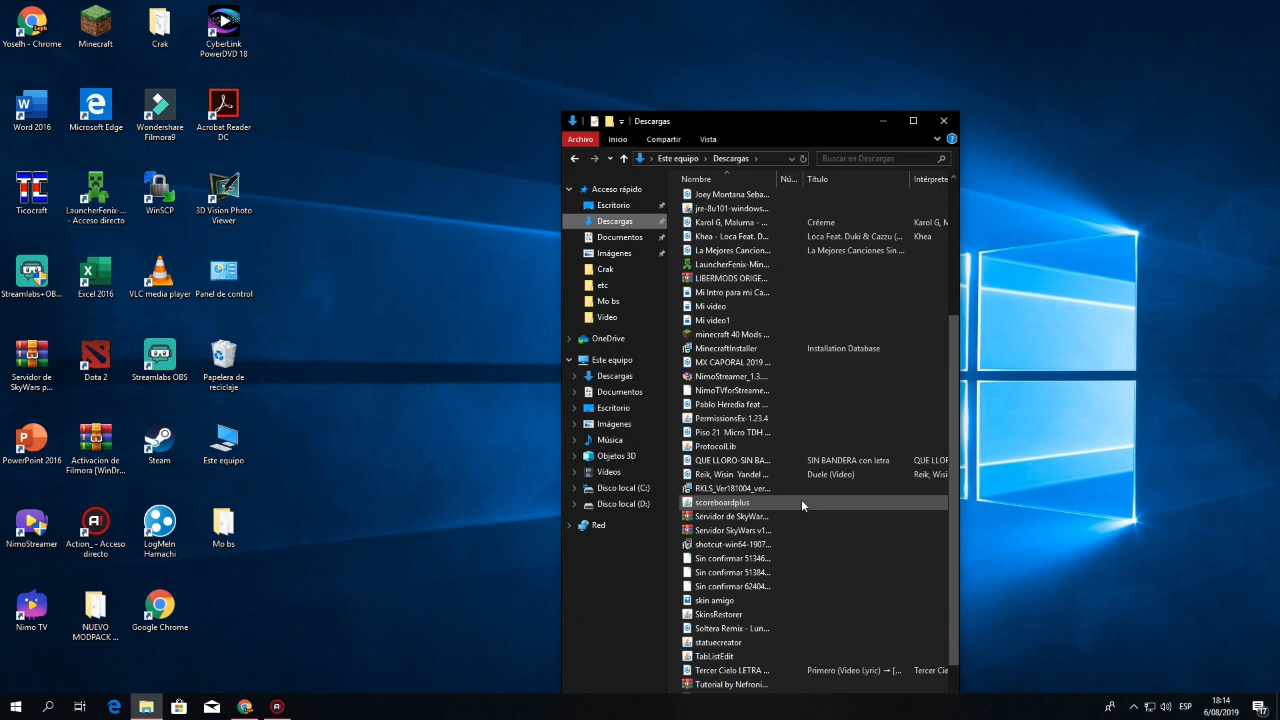 Yoselh - Chrome
Minecraft
Crak
CyberLink
PowerDVD 18
Word 2016
Microsoft Edge
Wondershare
Filmora9
Acrobat Reader
DC
Ticocraft
LauncherFenix-...
- Acceso directo
WinSCP
3D Vision Photo
Viewer
Streamlabs+OB...
Excel 2016
VLC media player
Panel de control
Servidor de
SkyWars p...
Dota 2
Streamlabs OBS
Papelera de
reciclaje
PowerPoint 2016
Activacion de
Filmora [WinDr...
Steam
Este equipo
NimoStreamer
Action_ - Acceso
directo
LogMeIn
Hamachi
Mo bs
Nimo TV
NUEVO
MODPACK ...
Google Chrome
Descargas
Archivo
Inicio
Compartir
Vista
Este equipo > Descargas >
Buscar en Descargas
Acceso rápido
Escritorio
Descargas
Documentos
Imágenes
Crak
etc
Mo bs
Video
OneDrive
Este equipo
Descargas
Documentos
Escritorio
Imágenes
Música
Objetos 3D
Vídeos
Disco local (C:)
Disco local (D:)
Red
Nombre Nú... Título Intérprete
Joey Montana Seba...
jre-8u101-windows...
Karol G, Maluma - ... Créeme Karol G, M
Khea - Loca Feat. D... Loca Feat. Duki & Cazzu (... Khea
La Mejores Cancion... La Mejores Canciones Sin ...
LauncherFenix-Min...
LIBERMODS ORIGE...
Mi Intro para mi Ca...
Mi video
Mi video1
minecraft 40 Mods ...
MinecraftInstaller Installation Database
MX CAPORAL 2019 ...
NimoStreamer_1.3....
NimoTVforStreame...
Pablo Heredia feat ...
PermissionsEx-1.23.4
Piso 21 Micro TDH ...
ProtocolLib
QUE LLORO-SIN BA... SIN BANDERA con letra QUE LLOR
Reik, Wisin Yandel ... Duele (Video) Reik, Wisin
RKLS_Ver181004_ver...
scoreboardplus
Servidor de SkyWar...
Servidor SkyWars v1...
shotcut-win64-1907...
Sin confirmar 51346...
Sin confirmar 51384...
Sin confirmar 62404...
skin amigo
SkinsRestorer
Soltera Remix - Lun...
statuecreator
TabListEdit
Tercer Cielo LETRA ... Primero (Video Lyric) → [... Tercer Cie
Tutorial by Nefroni...
ESP
18:14
6/08/2019
17